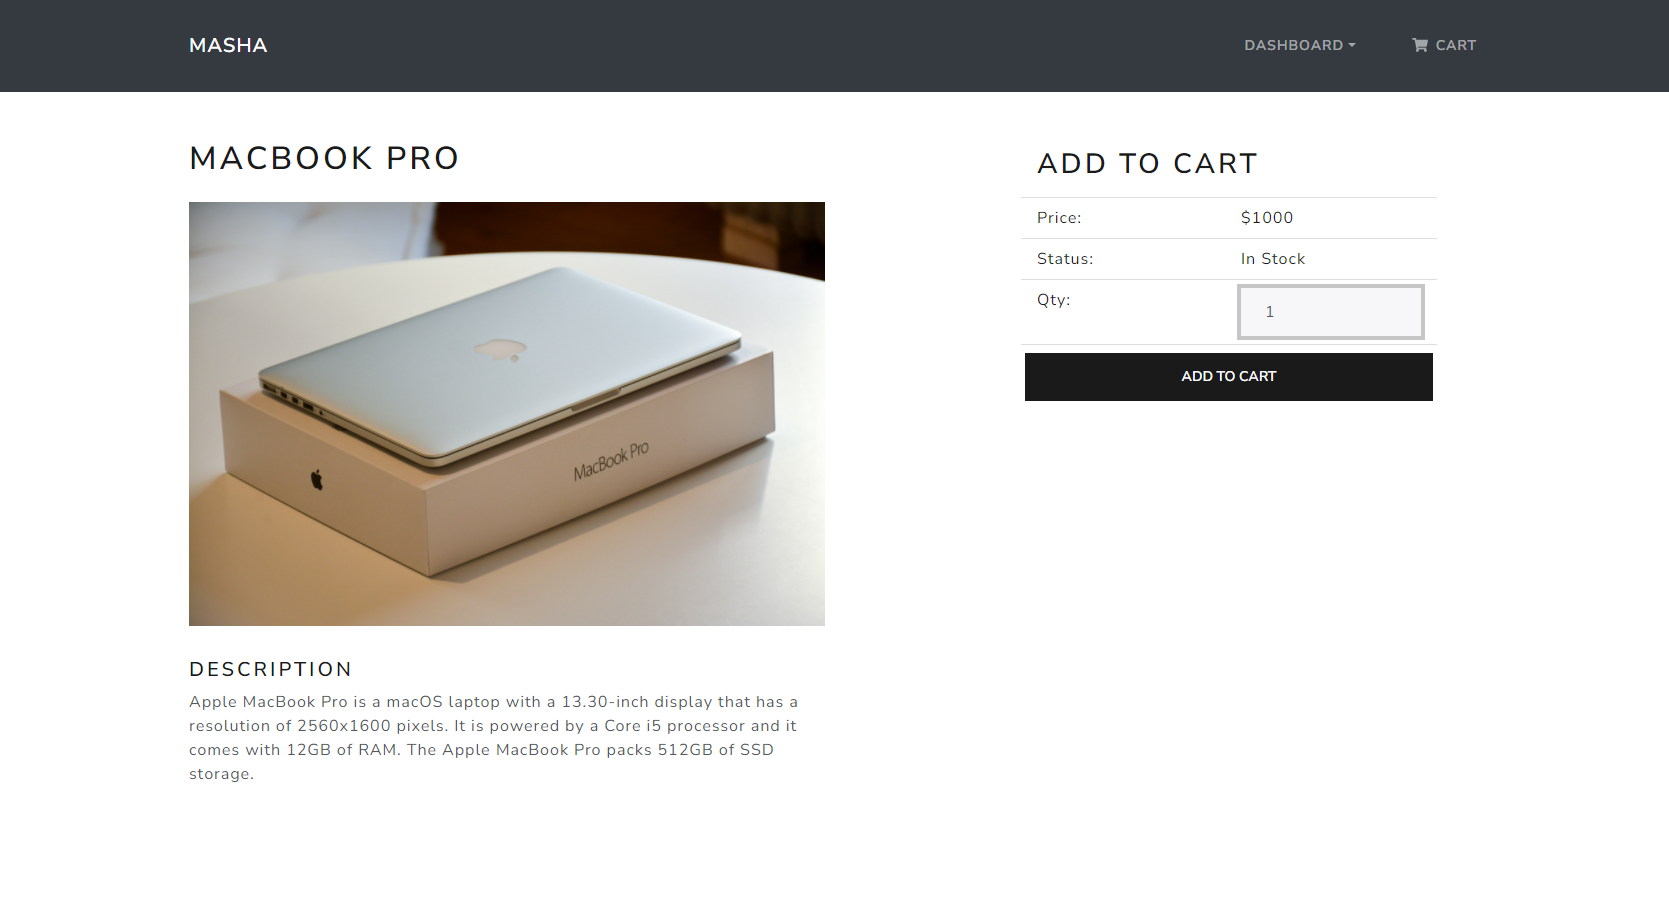 MASHA
DASHBOARD
CART
MACBOOK PRO
MacBook Pro
DESCRIPTION
Apple MacBook Pro is a macOS laptop with a 13.30-inch display that has a
resolution of 2560x1600 pixels. It is powered by a Core i5 processor and it
comes with 12GB of RAM. The Apple MacBook Pro packs 512GB of SSD
storage.
ADD TO CART
Price: $1000
Status: In Stock
Qty: 1
ADD TO CART